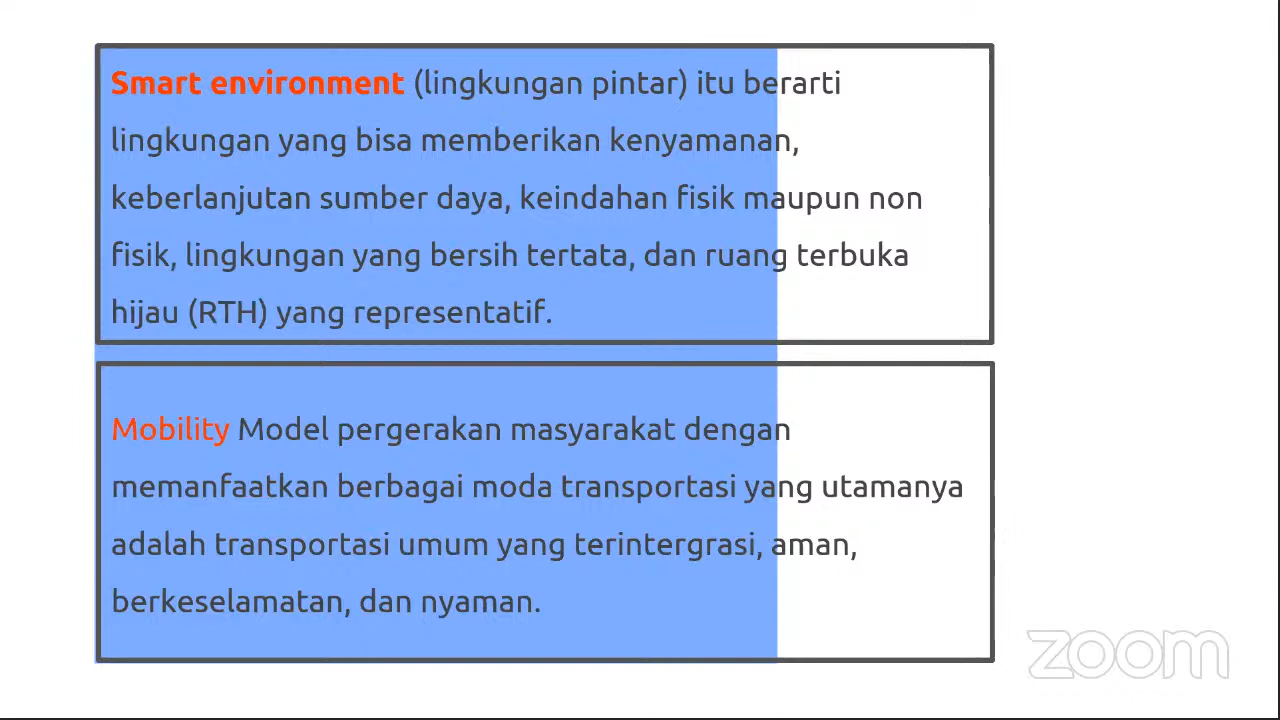 Smart environment (lingkungan pintar) itu berarti
lingkungan yang bisa memberikan kenyamanan,
keberlanjutan sumber daya, keindahan fisik maupun non
fisik, lingkungan yang bersih tertata, dan ruang terbuka
hijau (RTH) yang representatif.
Mobility Model pergerakan masyarakat dengan
memanfaatkan berbagai moda transportasi yang utamanya
adalah transportasi umum yang terintergrasi, aman,
berkeselamatan, dan nyaman.
zoom